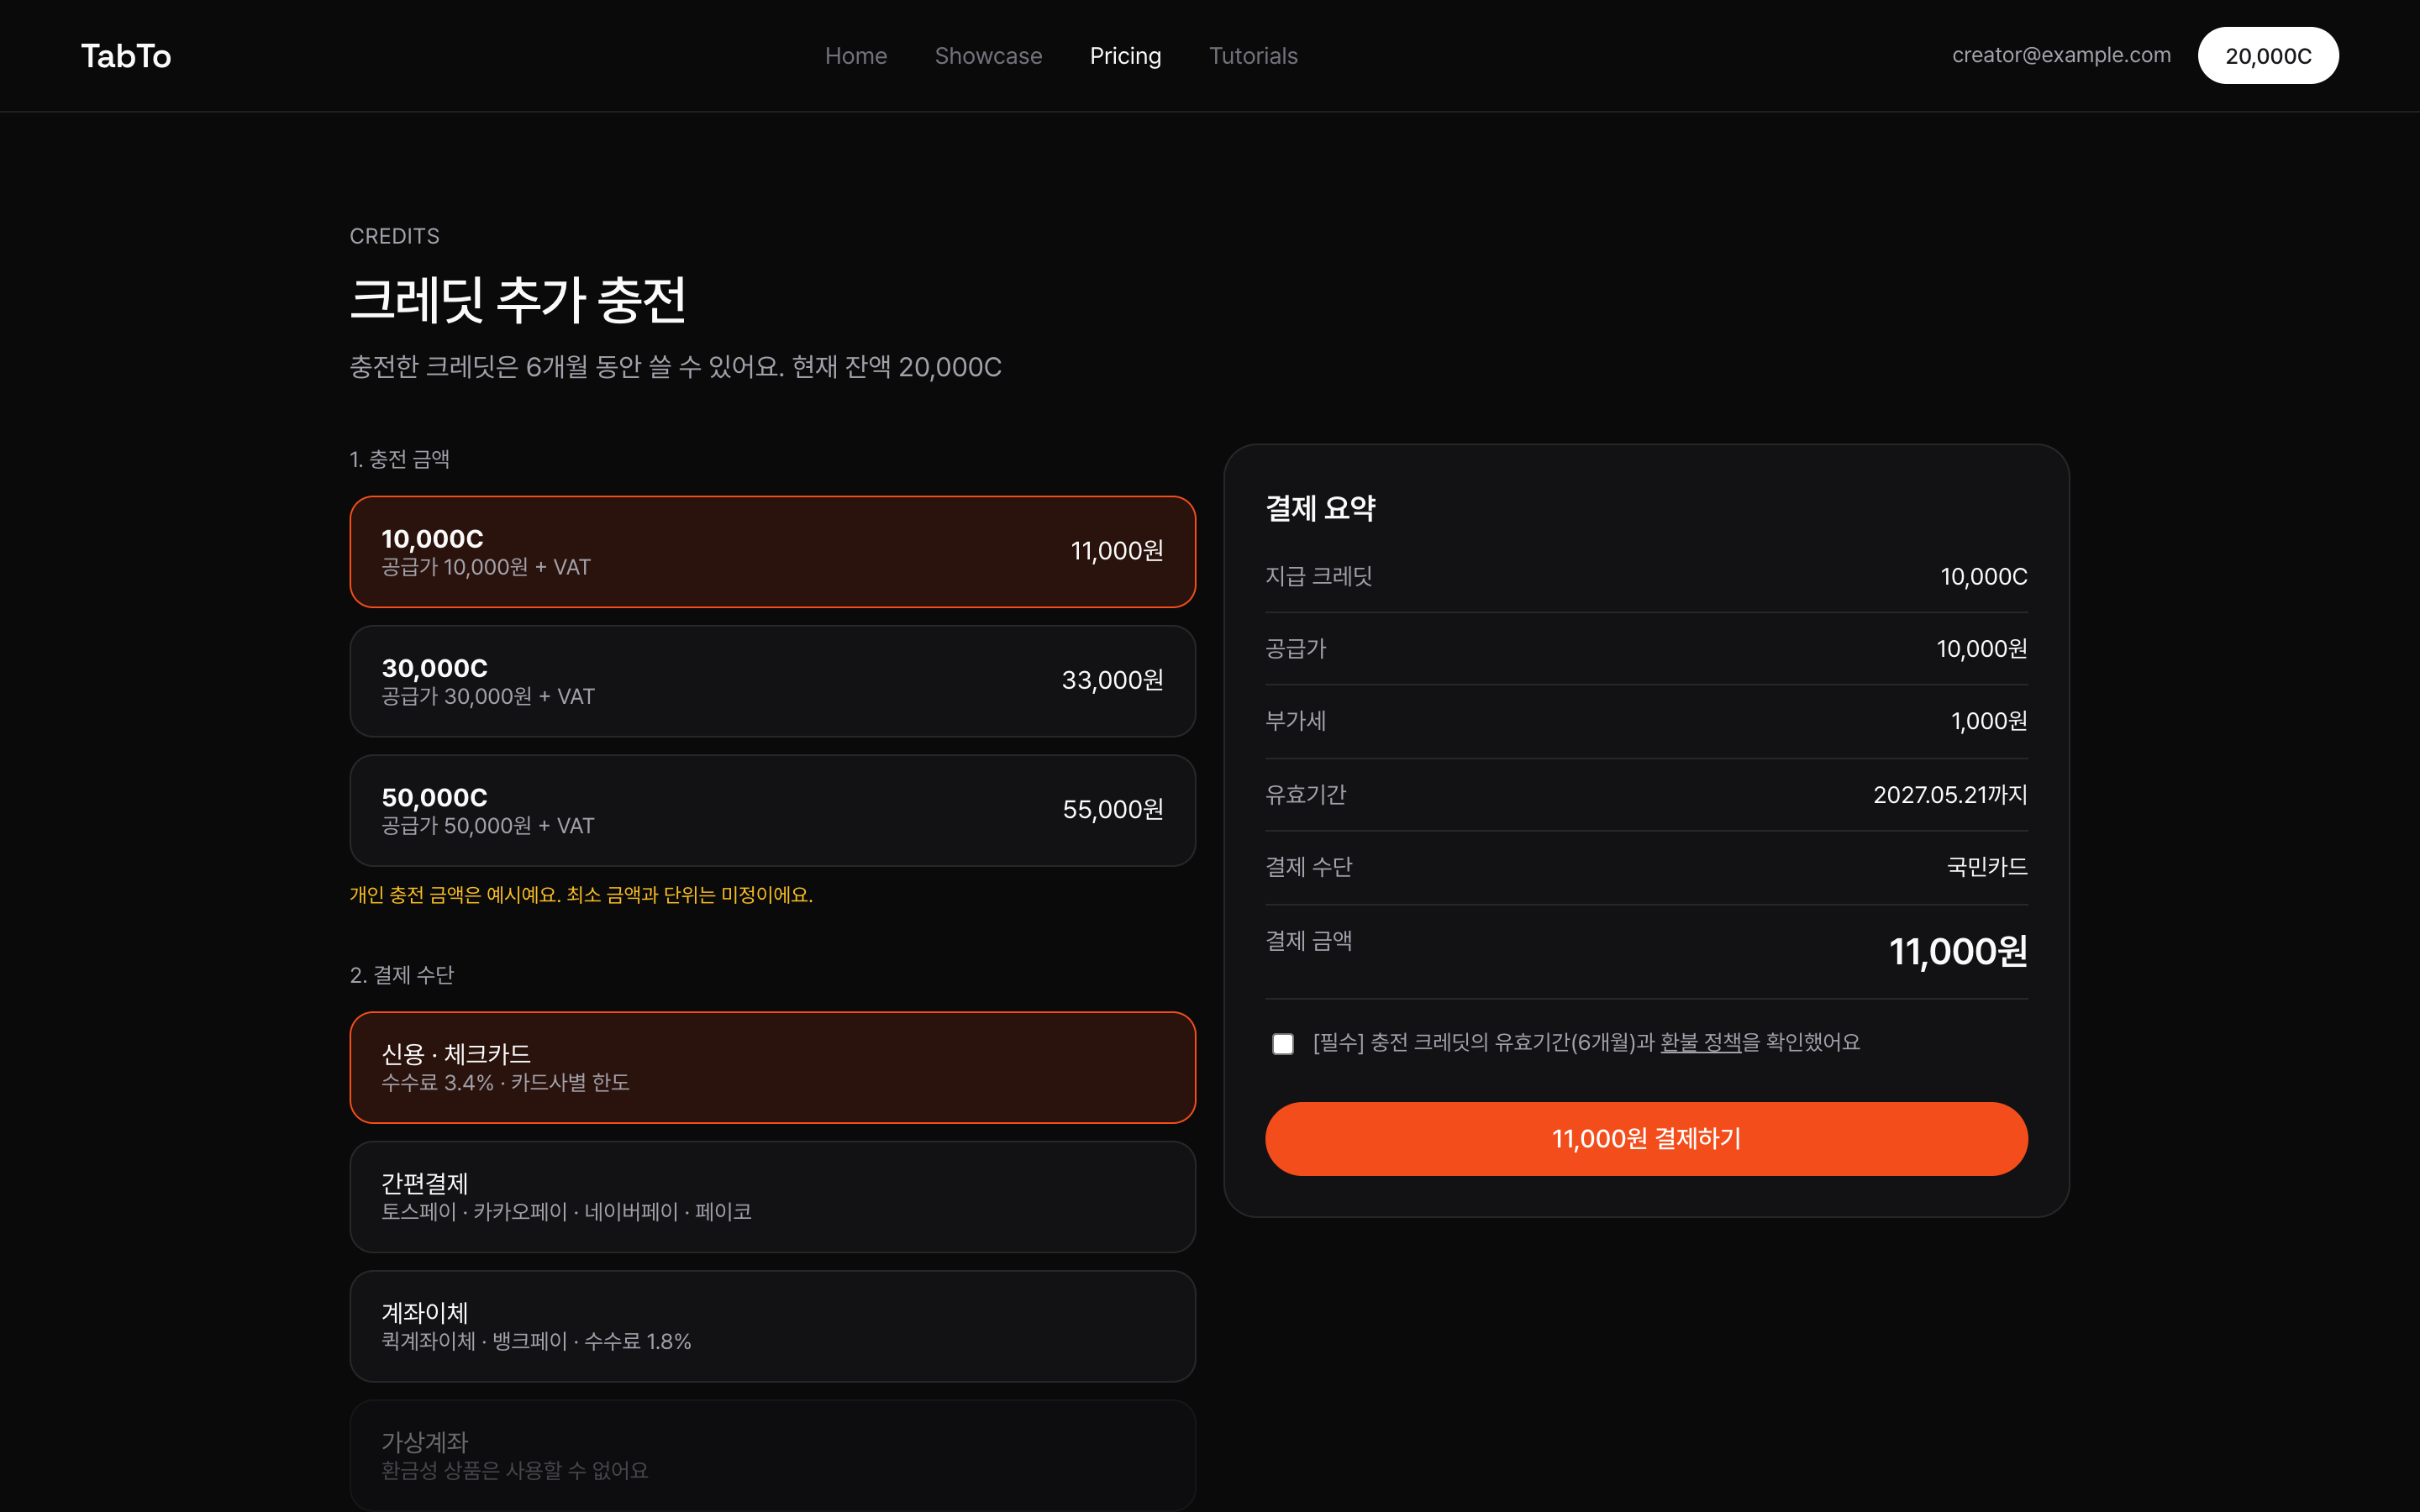 TabTo
Home
Showcase
Pricing
Tutorials
creator@example.com
20,000C
CREDITS
크레딧 추가 충전
충전한 크레딧은 6개월 동안 쓸 수 있어요. 현재 잔액 20,000C
1. 충전 금액
10,000C
공급가 10,000원 + VAT
11,000원
30,000C
공급가 30,000원 + VAT
33,000원
50,000C
공급가 50,000원 + VAT
55,000원
개인 충전 금액은 예시예요. 최소 금액과 단위는 미정이에요.
2. 결제 수단
신용 · 체크카드
수수료 3.4% · 카드사별 한도
간편결제
토스페이 · 카카오페이 · 네이버페이 · 페이코
계좌이체
퀵계좌이체 · 뱅크페이 · 수수료 1.8%
가상계좌
환금성 상품은 사용할 수 없어요
결제 요약
지급 크레딧 10,000C
공급가 10,000원
부가세 1,000원
유효기간 2027.05.21까지
결제 수단 국민카드
결제 금액 11,000원
[필수] 충전 크레딧의 유효기간(6개월)과 환불 정책을 확인했어요
11,000원 결제하기